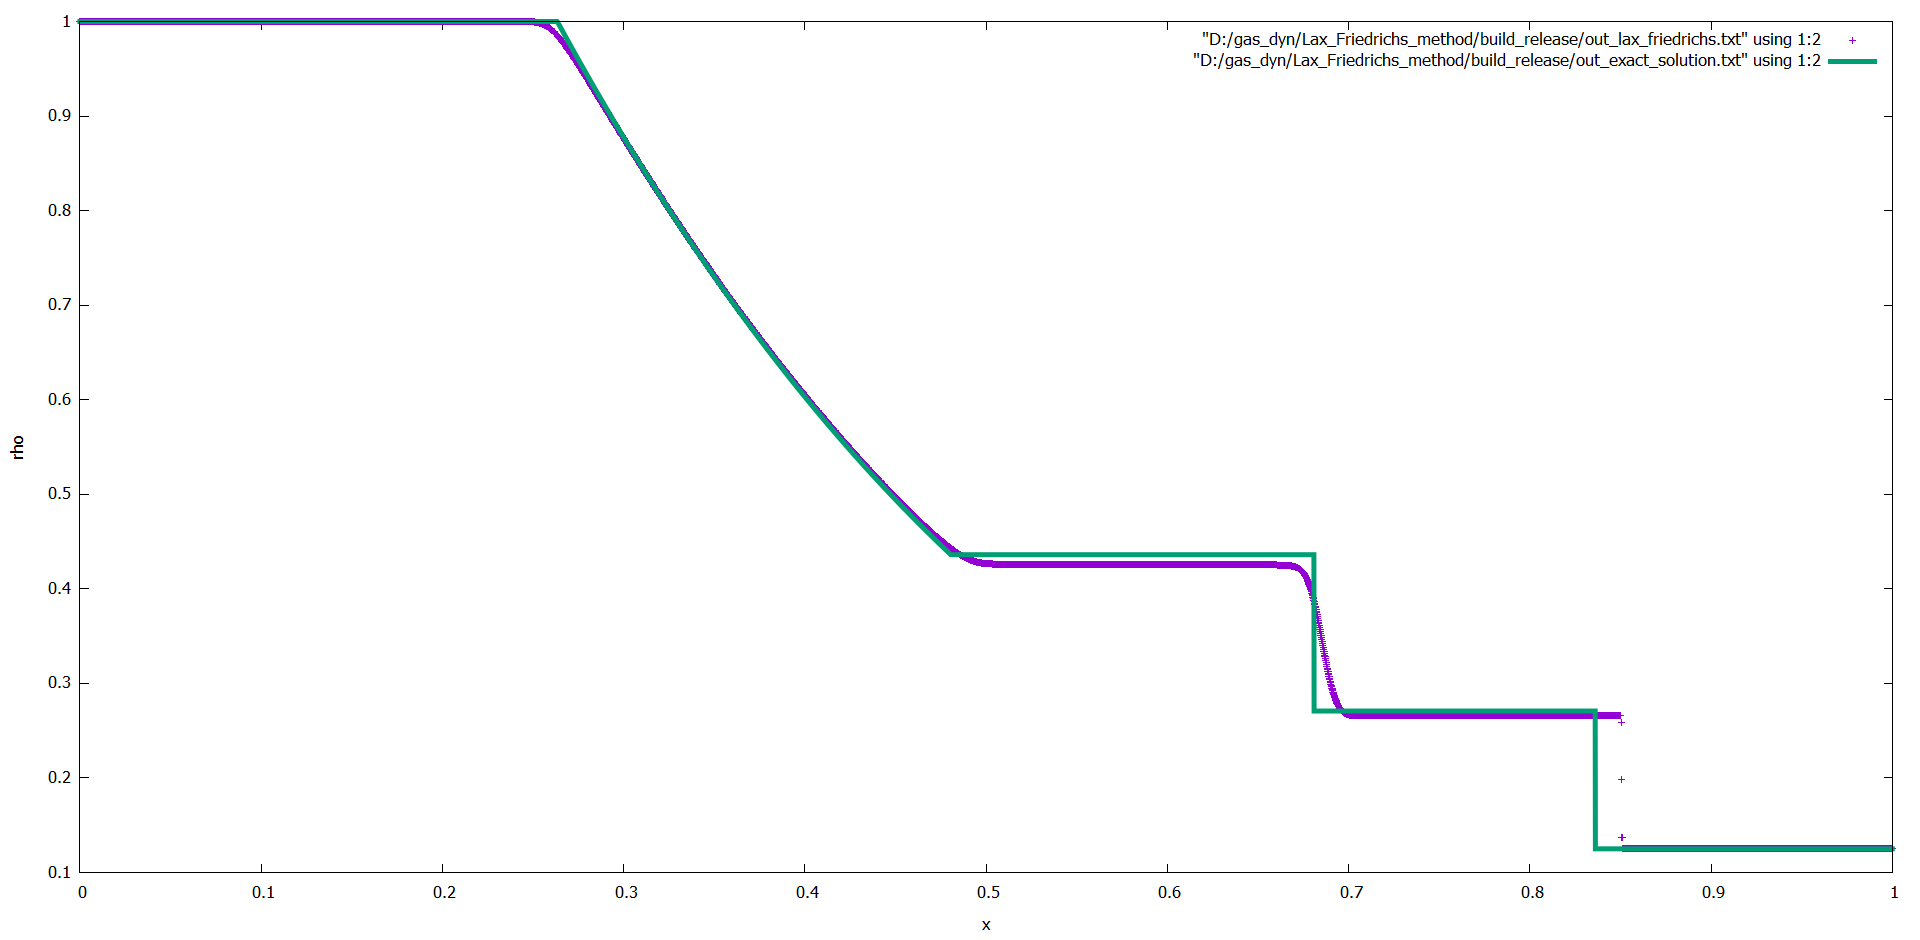 "D:/gas_dyn/Lax_Friedrichs_method/build_release/out_lax_friedrichs.txt" using 1:2
"D:/gas_dyn/Lax_Friedrichs_method/build_release/out_exact_solution.txt" using 1:2
1
0.9
0.8
0.7
0.6
0.5
0.4
0.3
0.2
0.1
rho
0 0.1 0.2 0.3 0.4 0.5 0.6 0.7 0.8 0.9 1
x